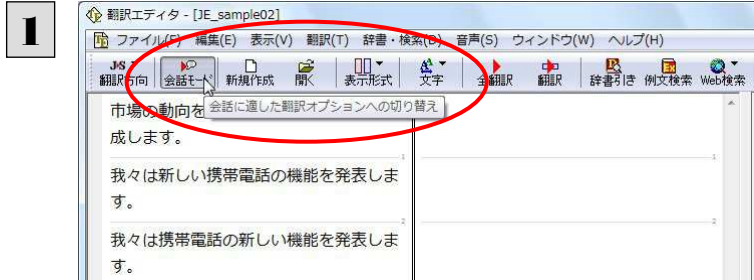 1
翻訳エディタ - [JE_sample02]
ファイル(F) 編集(E) 表示(V) 翻訳(T) 辞書・検索(D) 音声(S) ウィンドウ(W) ヘルプ(H)
翻訳方向 会話モード 新規作成 開く 表示形式 文字 全翻訳 翻訳 辞書引き 例文検索 Web検索
会話に適した翻訳オプションへの切り替え
市場の動向を
成します。
1 1
我々は新しい携帯電話の機能を発表しま
す。
2 2
我々は携帯電話の新しい機能を発表しま
す。